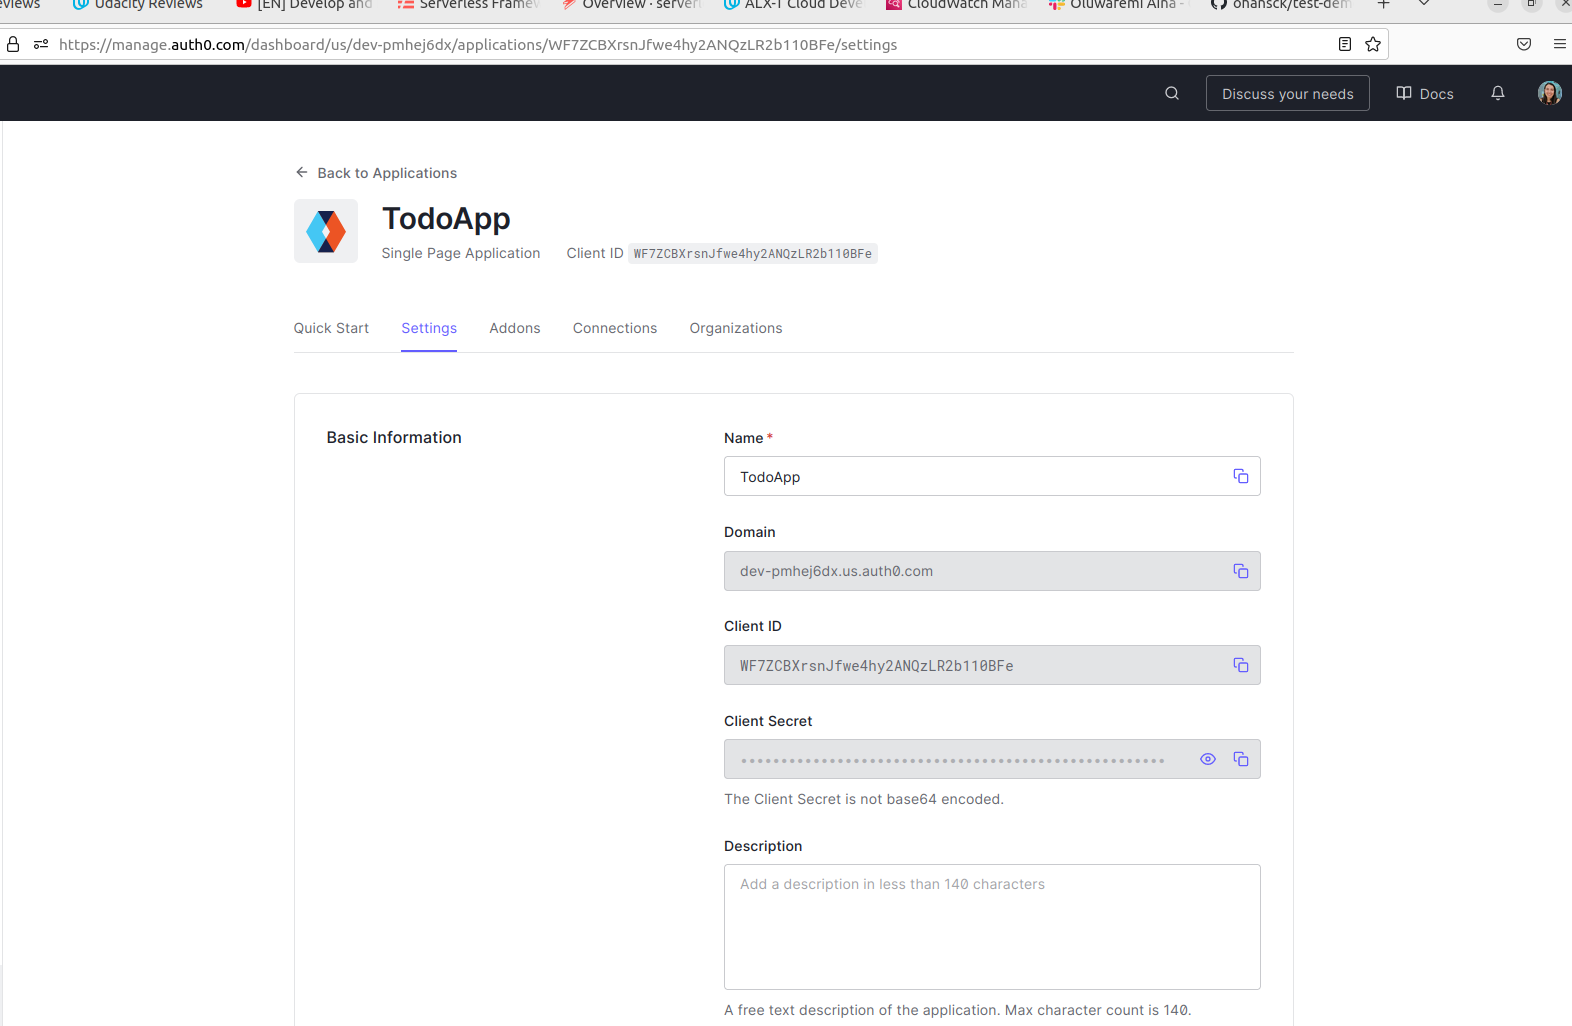 eviews Udacity Reviews [EN] Develop and Serverless Framew Overview · server ALX-T Cloud Deve CloudWatch Mana Oluwafemi Aina - ohansck/test-dem
https://manage.auth0.com/dashboard/us/dev-pmhej6dx/applications/WF7ZCBXrsnJfwe4hy2ANQzLR2b110BFe/settings
Discuss your needs Docs
Back to Applications
TodoApp
Single Page Application Client ID WF7ZCBXrsnJfwe4hy2ANQzLR2b110BFe
Quick Start Settings Addons Connections Organizations
Basic Information
Name *
TodoApp
Domain
dev-pmhej6dx.us.auth0.com
Client ID
WF7ZCBXrsnJfwe4hy2ANQzLR2b110BFe
Client Secret
The Client Secret is not base64 encoded.
Description
Add a description in less than 140 characters
A free text description of the application. Max character count is 140.